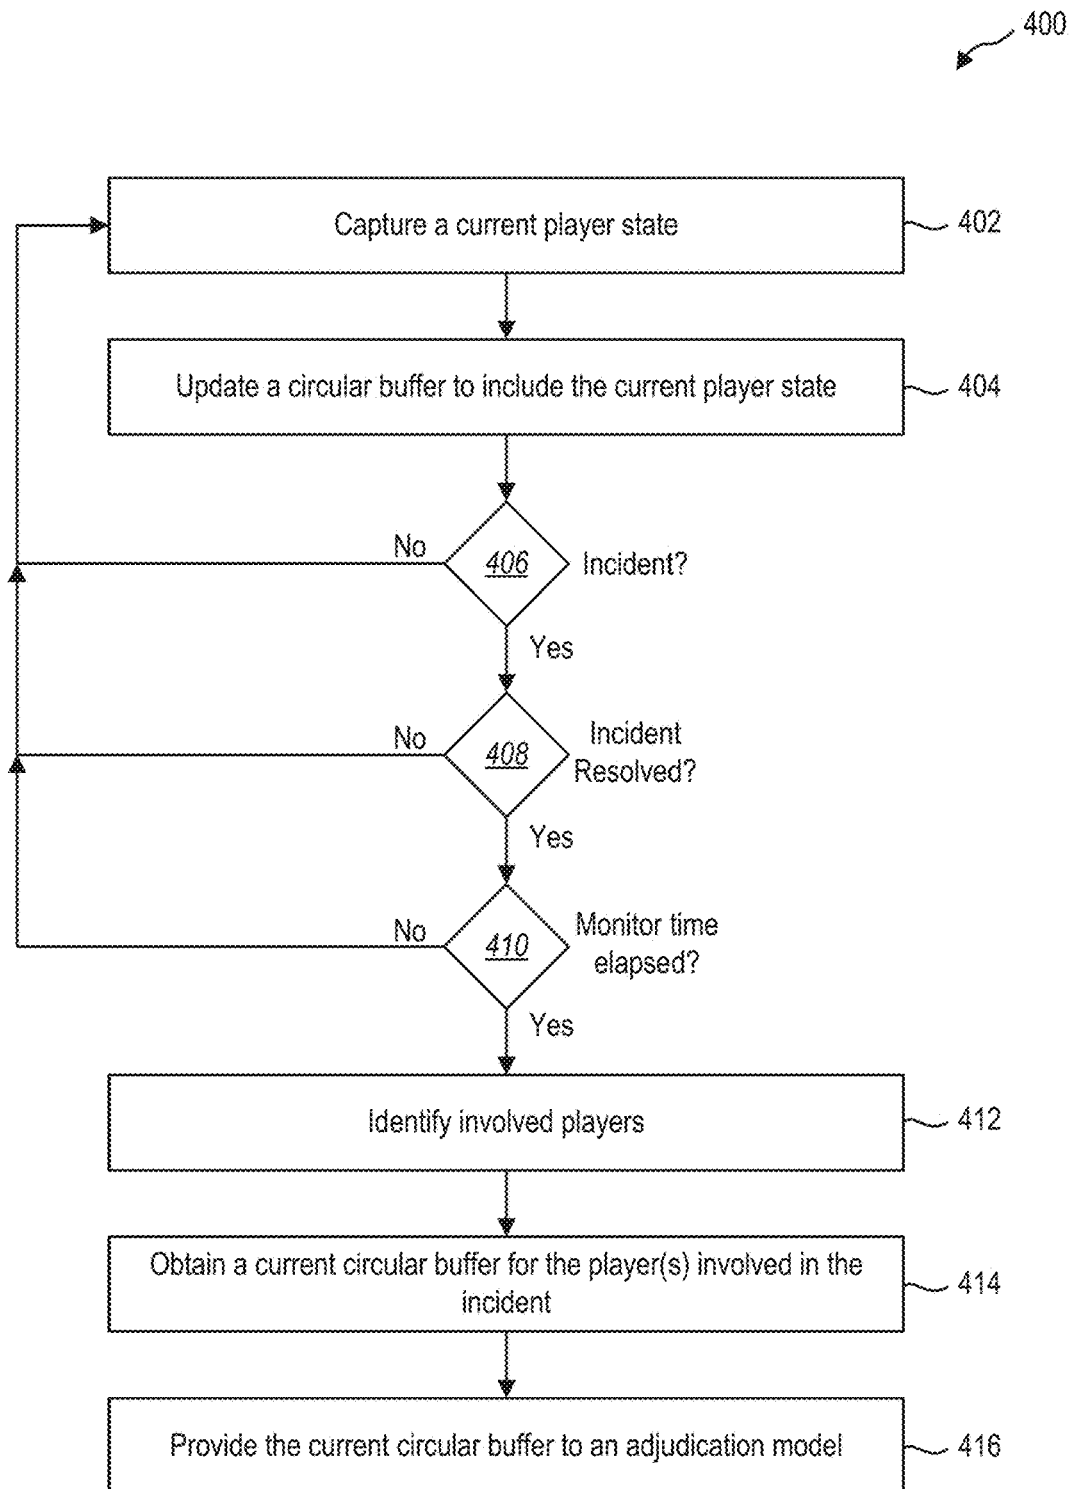 400
Capture a current player state
402
Update a circular buffer to include the current player state
404
No
406
Incident?
Yes
No
408
Incident
Resolved?
Yes
No
410
Monitor time
elapsed?
Yes
Identify involved players
412
Obtain a current circular buffer for the player(s) involved in the
incident
414
Provide the current circular buffer to an adjudication model
416